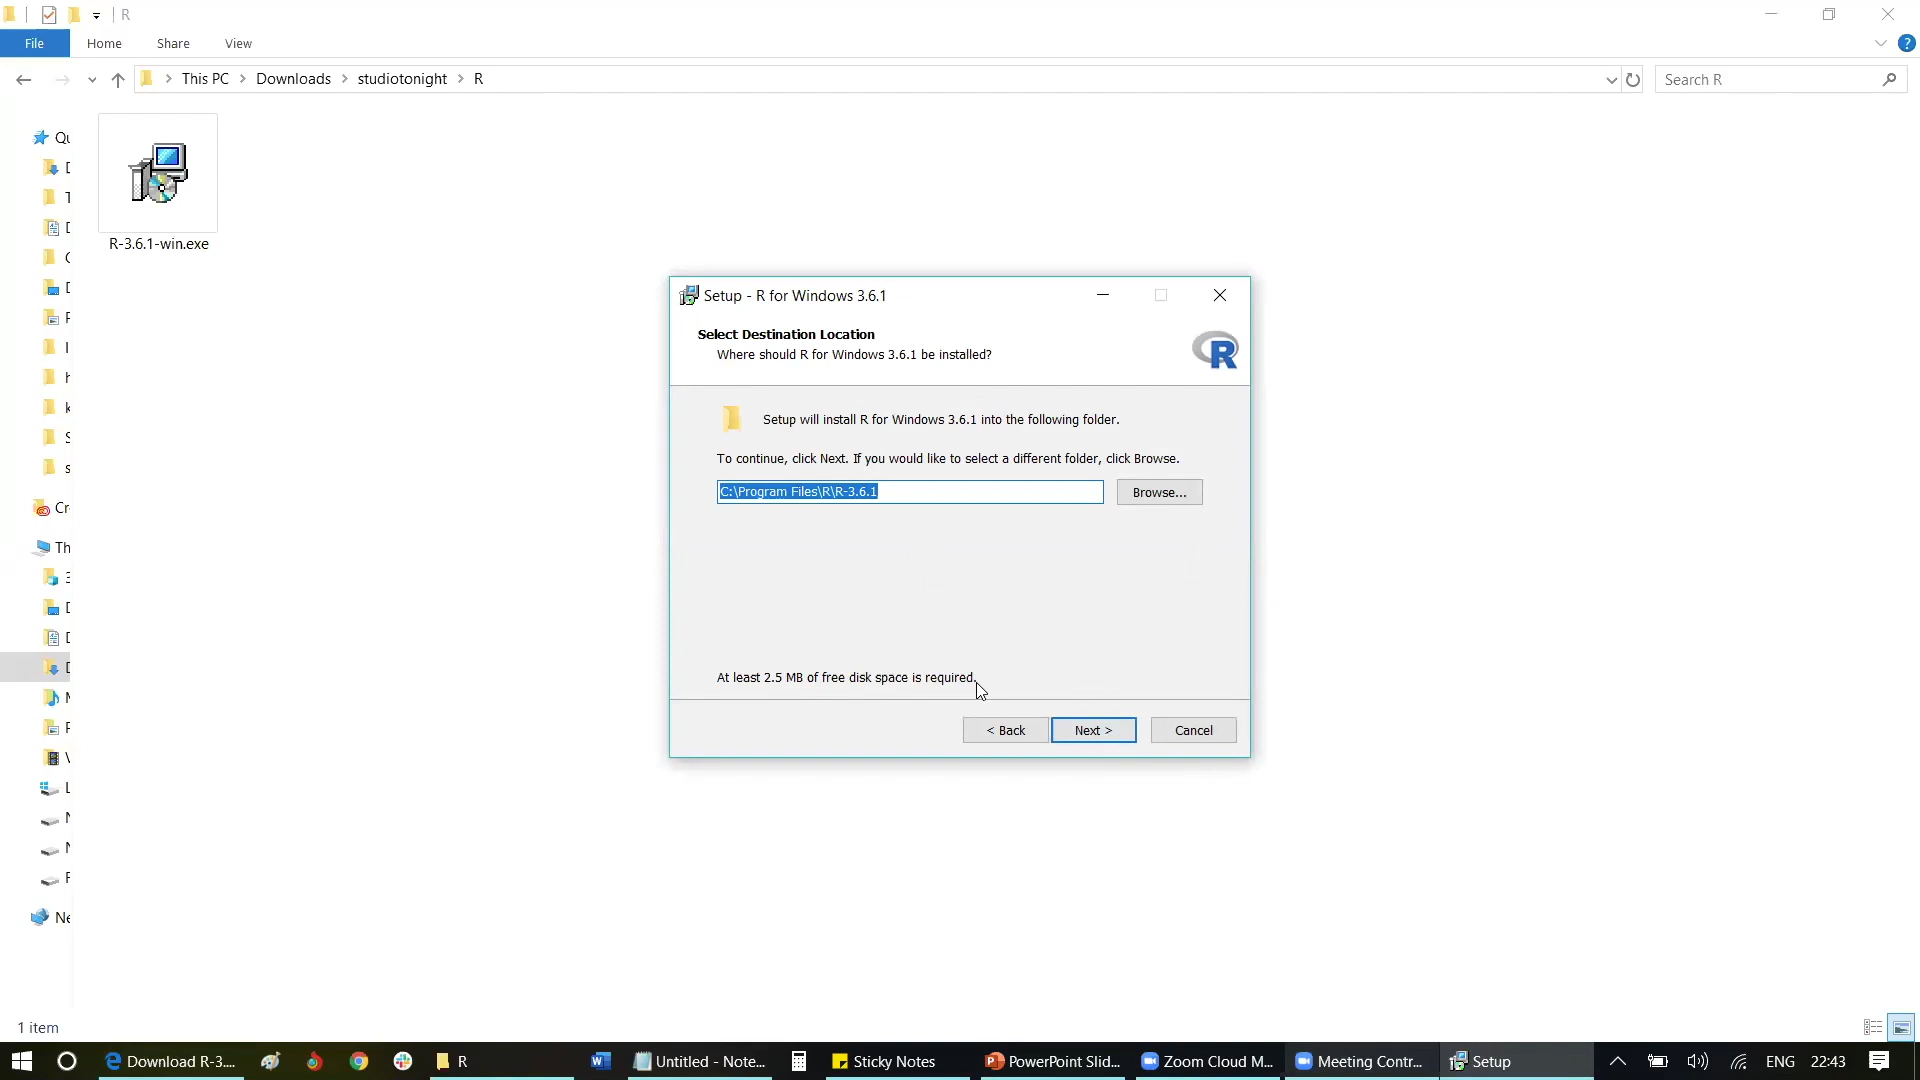 R
File Home Share View
This PC Downloads studiotonight R
Search R
R-3.6.1-win.exe
Setup - R for Windows 3.6.1
Select Destination Location
Where should R for Windows 3.6.1 be installed?
R
Setup will install R for Windows 3.6.1 into the following folder.
To continue, click Next. If you would like to select a different folder, click Browse.
C:\Program Files\R\R-3.6.1 Browse...
At least 2.5 MB of free disk space is required.
< Back Next > Cancel
1 item
Download R-3.... R Untitled - Note... Sticky Notes PowerPoint Slid... Zoom Cloud M... Meeting Contr... Setup ENG 22:43